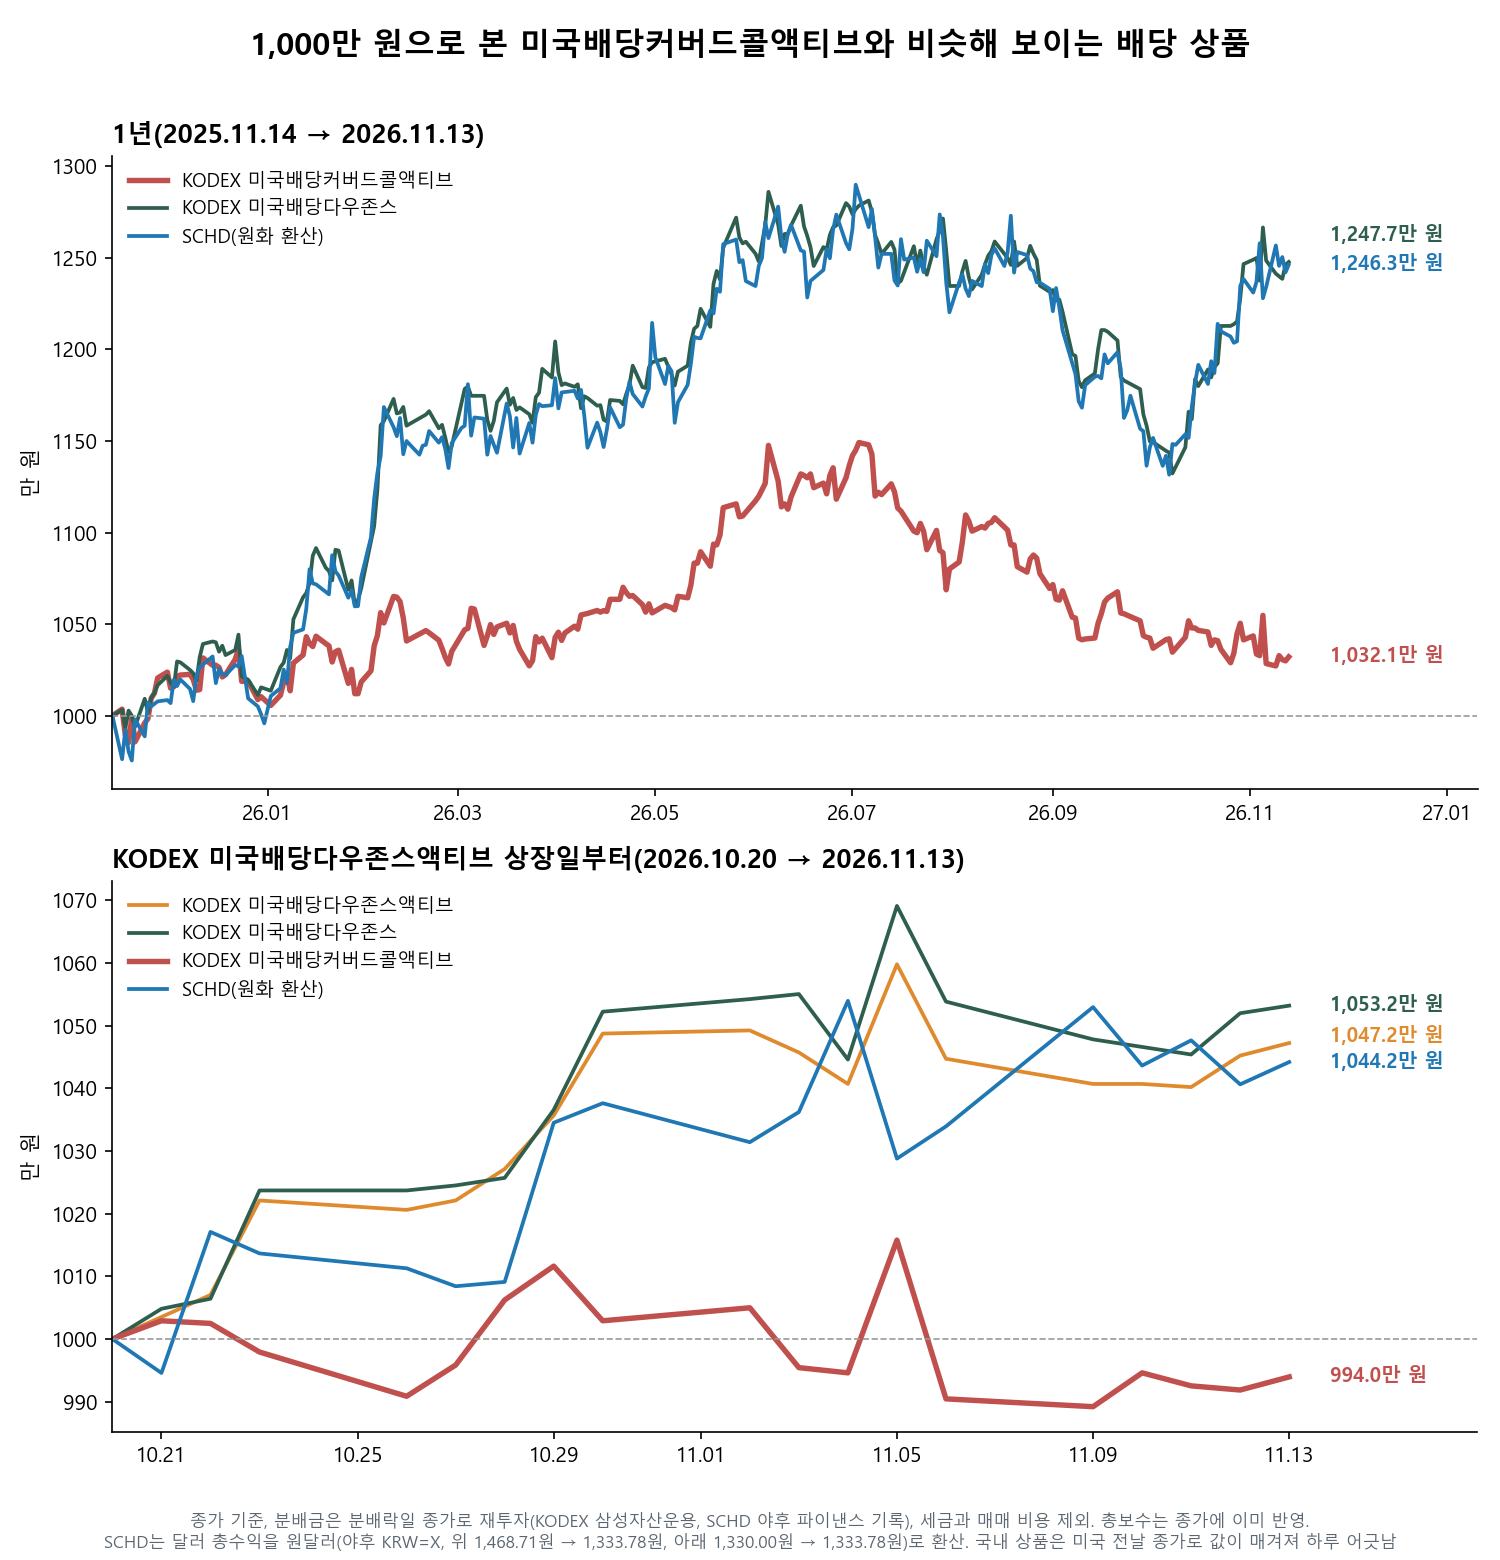 1,000만 원으로 본 미국배당커버드콜액티브와 비슷해 보이는 배당 상품
1년(2025.11.14 → 2026.11.13)
KODEX 미국배당커버드콜액티브
KODEX 미국배당다우존스
SCHD(원화 환산)
만 원
1300
1250
1200
1150
1100
1050
1000
1,247.7만 원
1,246.3만 원
1,032.1만 원
26.01
26.03
26.05
26.07
26.09
26.11
27.01
KODEX 미국배당다우존스액티브 상장일부터(2026.10.20 → 2026.11.13)
KODEX 미국배당다우존스액티브
KODEX 미국배당다우존스
KODEX 미국배당커버드콜액티브
SCHD(원화 환산)
만 원
1070
1060
1050
1040
1030
1020
1010
1000
990
1,053.2만 원
1,047.2만 원
1,044.2만 원
994.0만 원
10.21
10.25
10.29
11.01
11.05
11.09
11.13
종가 기준, 분배금은 분배락일 종가로 재투자(KODEX 삼성자산운용, SCHD 야후 파이낸스 기록), 세금과 매매 비용 제외. 총보수는 종가에 이미 반영.
SCHD는 달러 총수익을 원달러(야후 KRW=X, 위 1,468.71원 → 1,333.78원, 아래 1,330.00원 → 1,333.78원)로 환산. 국내 상품은 미국 전날 종가로 값이 매겨져 하루 어긋남